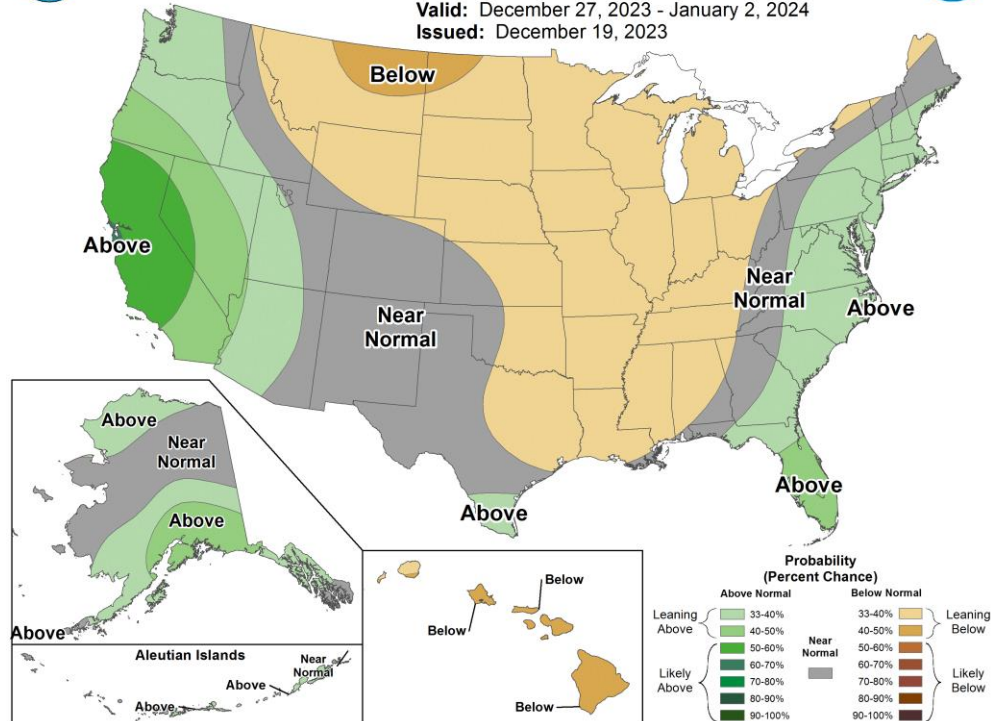 Valid: December 27, 2023 - January 2, 2024
Issued: December 19, 2023
Below
Above
Near
Normal
Near
Normal
Above
Above
Above
Above
Near
Normal
Above
Above
Aleutian Islands
Near
Normal
Above
Above
Below
Below
Below
Probability
(Percent Chance)
Above Normal
Below Normal
Leaning
Above
33-40%
40-50%
Likely
Above
50-60%
60-70%
70-80%
80-90%
90-100%
Near
Normal
33-40%
40-50%
Leaning
Below
50-60%
60-70%
70-80%
80-90%
90-100%
Likely
Below